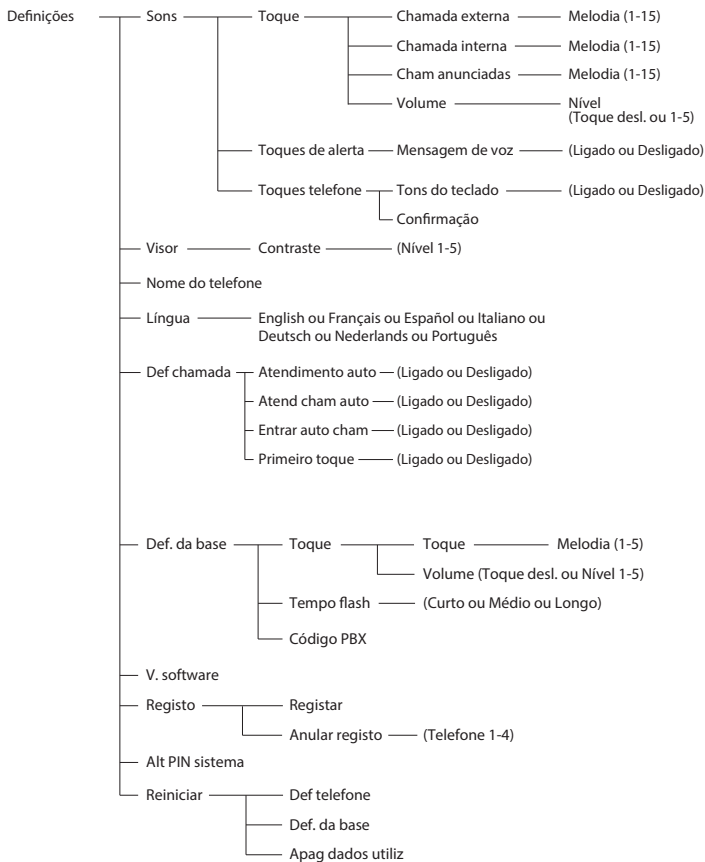 Definições Sons Toque Chamada externa Melodia (1-15)
Chamada interna Melodia (1-15)
Cham anunciadas Melodia (1-15)
Volume Nível
(Toque desl. ou 1-5)
Toques de alerta Mensagem de voz (Ligado ou Desligado)
Toques telefone Tons do teclado (Ligado ou Desligado)
Confirmação
Visor Contraste (Nível 1-5)
Nome do telefone
Língua English ou Français ou Español ou Italiano ou
Deutsch ou Nederlands ou Português
Def chamada Atendimento auto (Ligado ou Desligado)
Atend cham auto (Ligado ou Desligado)
Entrar auto cham (Ligado ou Desligado)
Primeiro toque (Ligado ou Desligado)
Def. da base Toque Toque Melodia (1-5)
Volume (Toque desl. ou Nível 1-5)
Tempo flash (Curto ou Médio ou Longo)
Código PBX
V. software
Registo Registar
Anular registo (Telefone 1-4)
Alt PIN sistema
Reiniciar Def telefone
Def. da base
Apag dados utiliz